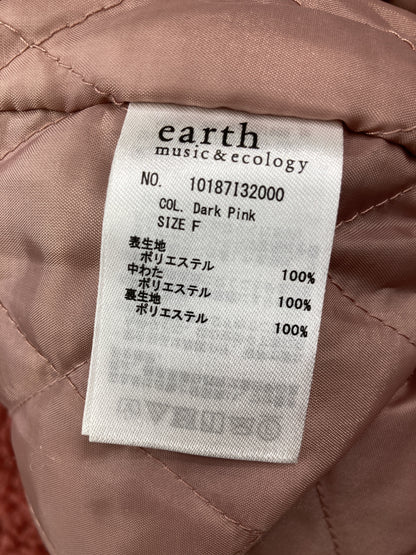 earth
music & ecology
NO. 10187I32000
COL. Dark Pink
SIZE F
表生地
ポリエステル 100%
中わた
ポリエステル 100%
裏生地
ポリエステル 100%